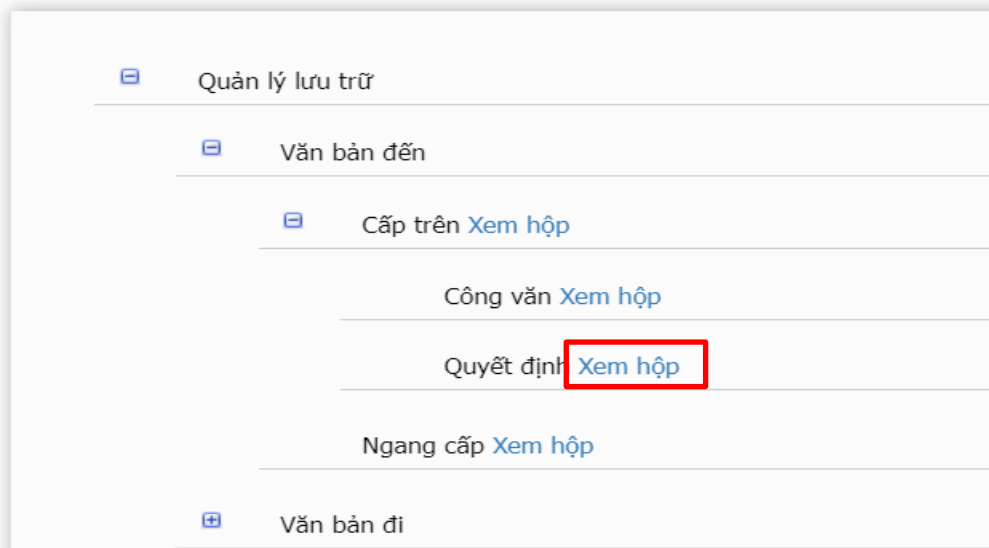 Quản lý lưu trữ
Văn bản đến
Cấp trên Xem hộp
Công văn Xem hộp
Quyết định Xem hộp
Ngang cấp Xem hộp
Văn bản đi